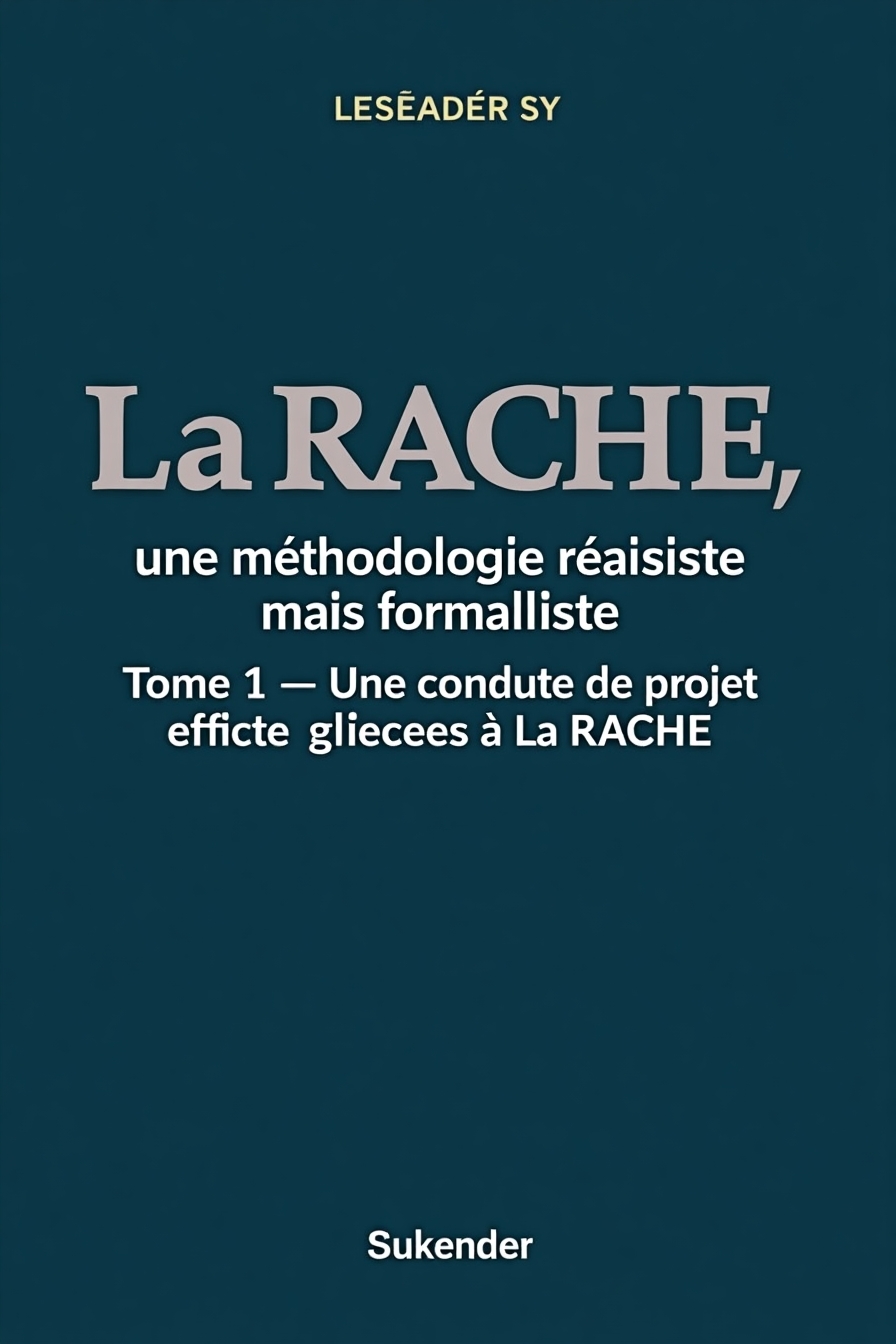 LESẼADÉR SY
La RACHE,
une méthodologie réaisiste
mais formalliste
Tome 1 — Une condute de projet
efficte gliecees à La RACHE
Sukender